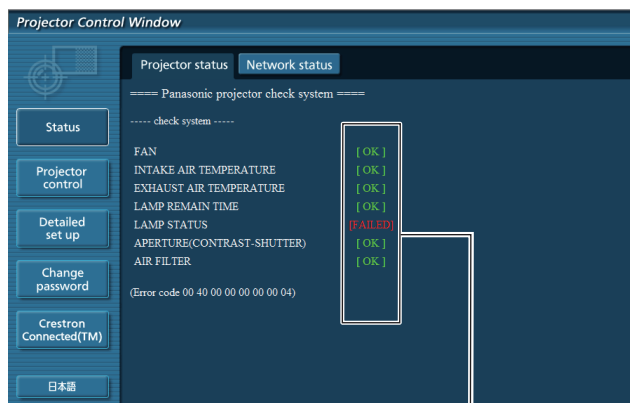 Projector Control Window
Projector status Network status
==== Panasonic projector check system ====
Status
----- check system -----
FAN [ OK ]
Projector control
INTAKE AIR TEMPERATURE [ OK ]
EXHAUST AIR TEMPERATURE [ OK ]
LAMP REMAIN TIME [ OK ]
Detailed set up
LAMP STATUS [FAILED]
APERTURE(CONTRAST-SHUTTER) [ OK ]
AIR FILTER [ OK ]
Change password
(Error code 00 40 00 00 00 00 00 04)
Crestron Connected(TM)
日本語